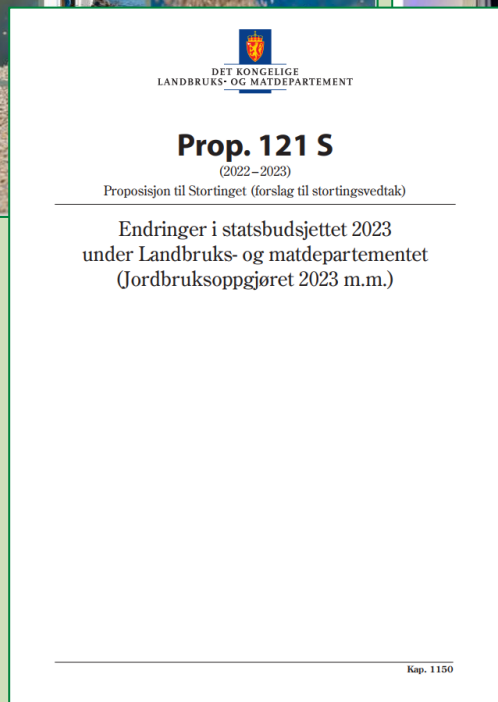 DET KONGELIGE
LANDBRUKS- OG MATDEPARTEMENT
Prop. 121 S
(2022–2023)
Proposisjon til Stortinget (forslag til stortingsvedtak)
Endringer i statsbudsjettet 2023
under Landbruks- og matdepartementet
(Jordbruksoppgjøret 2023 m.m.)
Kap. 1150